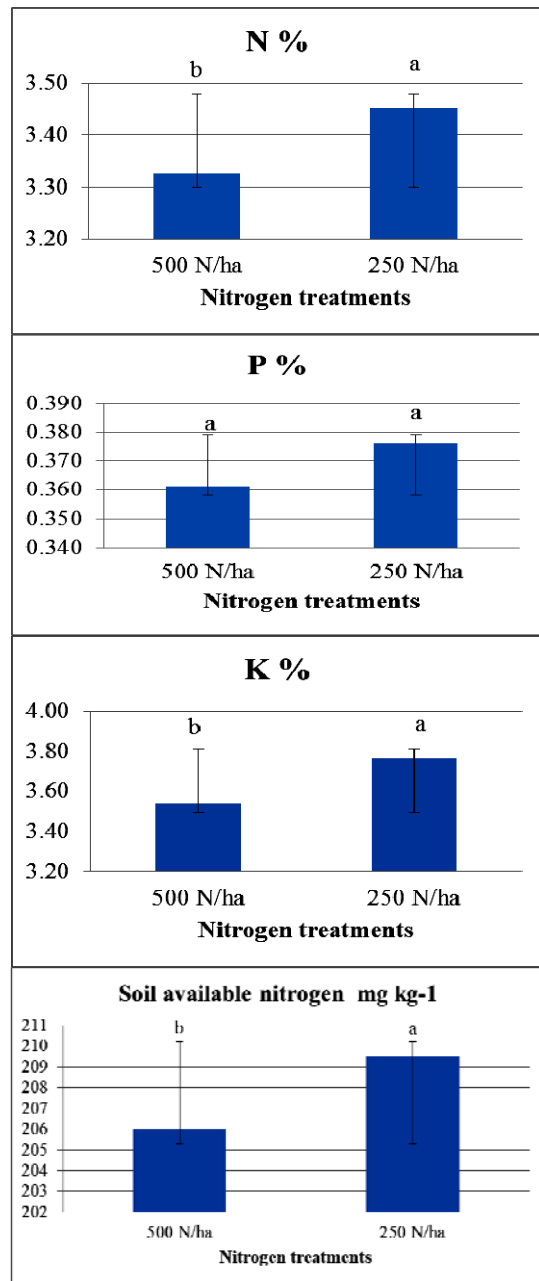 N %
b a
3.50
3.40
3.30
3.20
500 N/ha 250 N/ha
Nitrogen treatments
P %
0.390
0.380
0.370
0.360
0.350
0.340
a a
500 N/ha 250 N/ha
Nitrogen treatments
K %
4.00
3.80
3.60
3.40
3.20
b a
500 N/ha 250 N/ha
Nitrogen treatments
Soil available nitrogen mg kg-1
211
210
209
208
207
206
205
204
203
202
b a
500 N/ha 250 N/ha
Nitrogen treatments